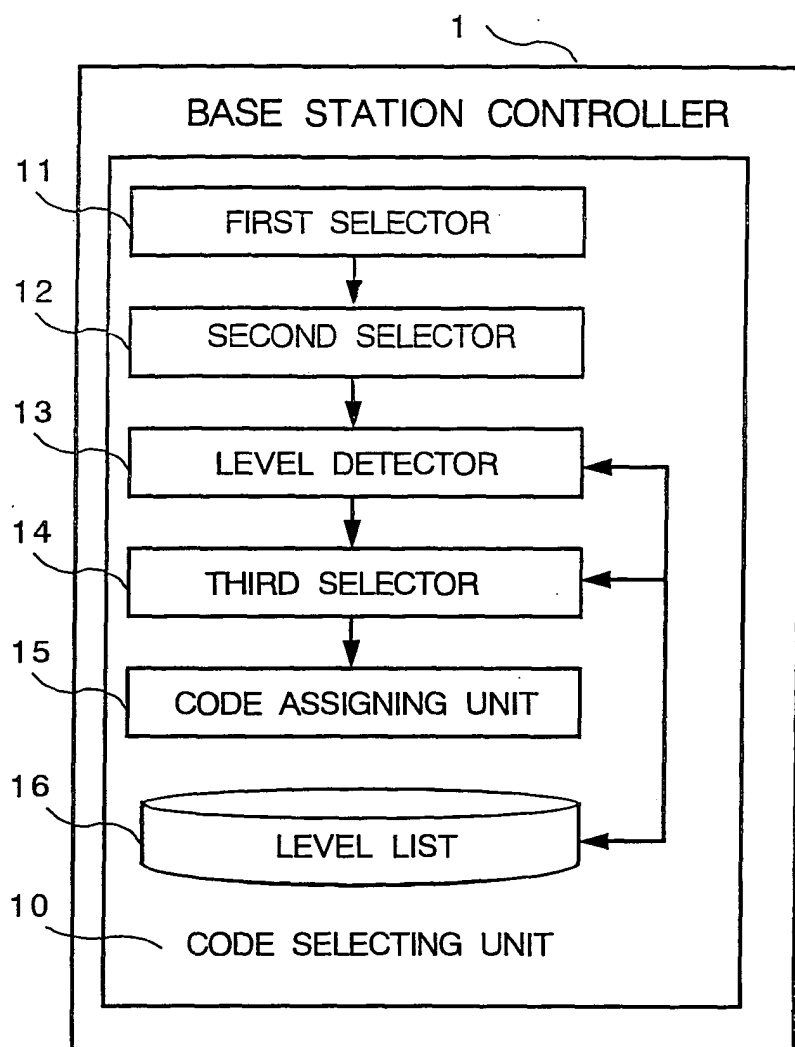 1
BASE STATION CONTROLLER
11
FIRST SELECTOR
12
SECOND SELECTOR
13
LEVEL DETECTOR
14
THIRD SELECTOR
15
CODE ASSIGNING UNIT
16
LEVEL LIST
10
CODE SELECTING UNIT